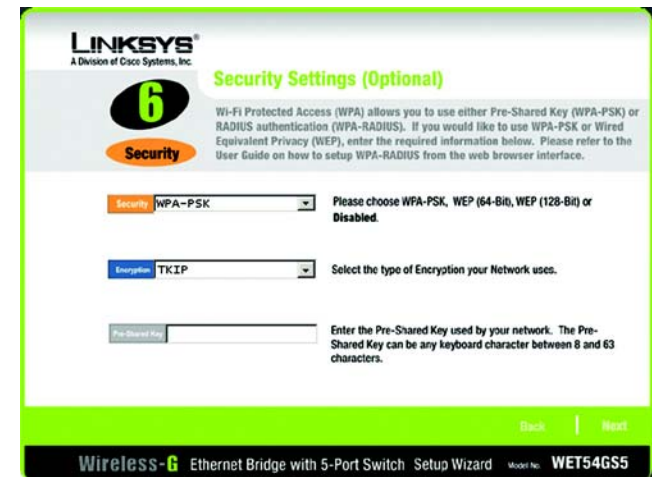 LINKSYS®
A Division of Cisco Systems, Inc.
6
Security
Security Settings (Optional)
Wi-Fi Protected Access (WPA) allows you to use either Pre-Shared Key (WPA-PSK) or
RADIUS authentication (WPA-RADIUS). If you would like to use WPA-PSK or Wired
Equivalent Privacy (WEP), enter the required information below. Please refer to the
User Guide on how to setup WPA-RADIUS from the web browser interface.
Security WPA-PSK
Please choose WPA-PSK, WEP (64-Bit), WEP (128-Bit) or
Disabled.
Encryption TKIP
Select the type of Encryption your Network uses.
Pre-Shared Key
Enter the Pre-Shared Key used by your network. The Pre-
Shared Key can be any keyboard character between 8 and 63
characters.
Back | Next
Wireless-G Ethernet Bridge with 5-Port Switch Setup Wizard Model No. WET54GS5